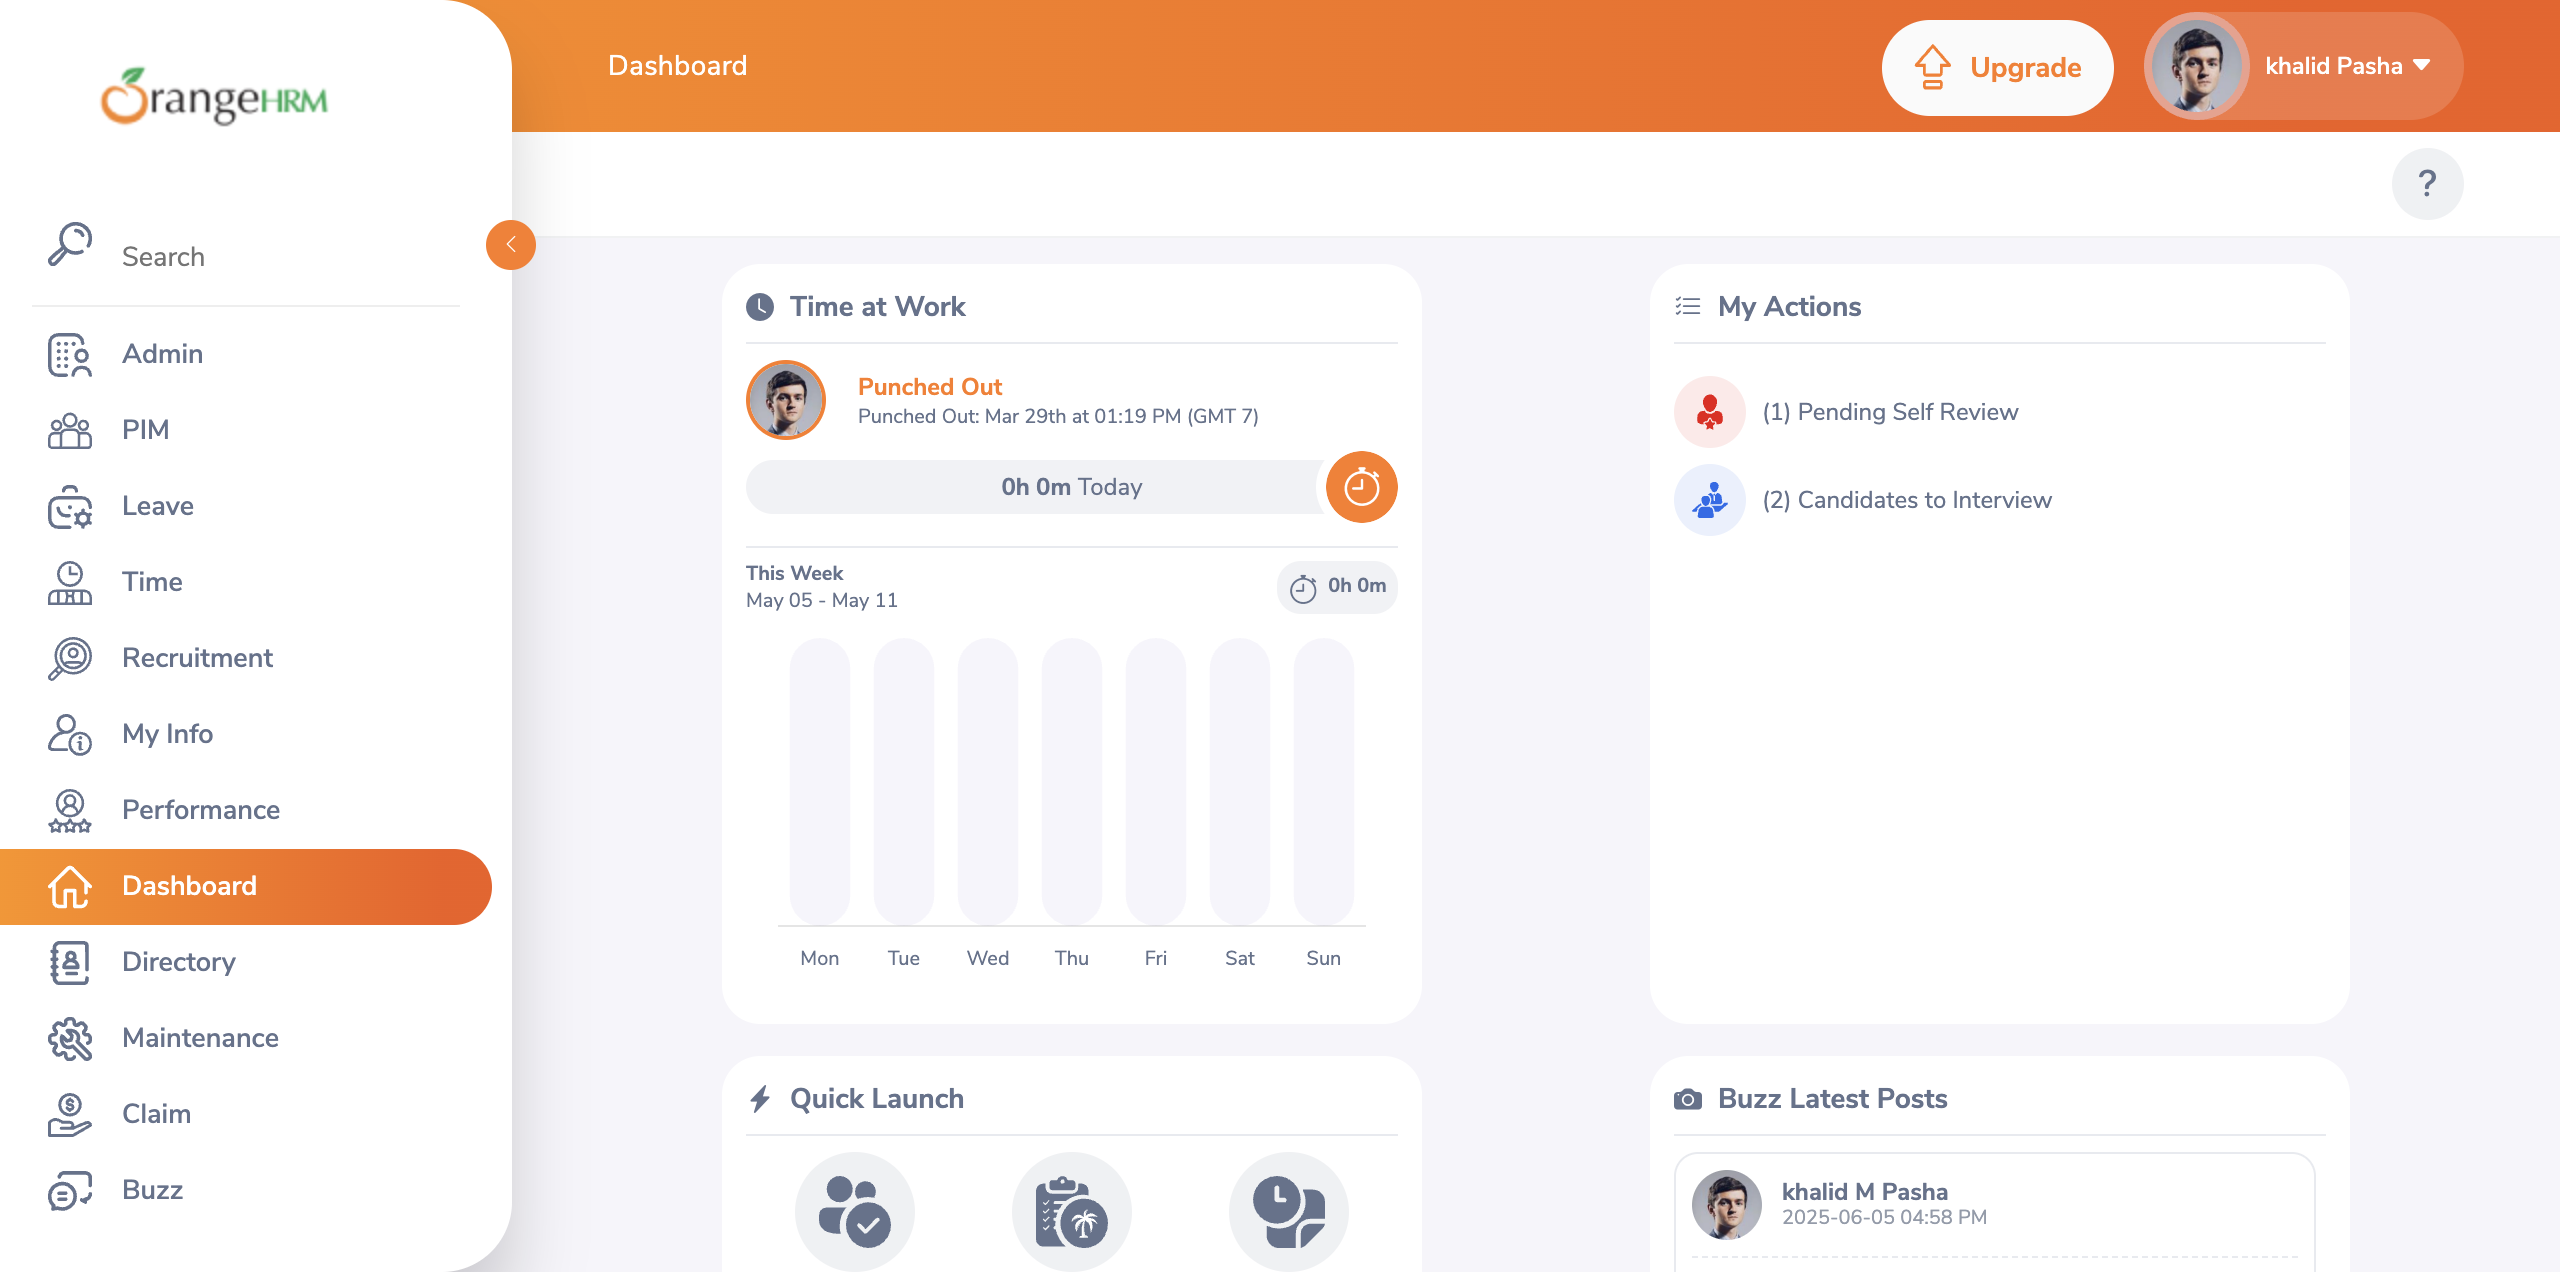 OrangeHRM
Search
Admin
PIM
Leave
Time
Recruitment
My Info
Performance
Dashboard
Directory
Maintenance
Claim
Buzz
Dashboard
Upgrade
khalid Pasha
?
Time at Work
Punched Out
Punched Out: Mar 29th at 01:19 PM (GMT 7)
0h 0m Today
This Week
May 05 - May 11
0h 0m
Mon Tue Wed Thu Fri Sat Sun
My Actions
(1) Pending Self Review
(2) Candidates to Interview
Quick Launch
Buzz Latest Posts
khalid M Pasha
2025-06-05 04:58 PM